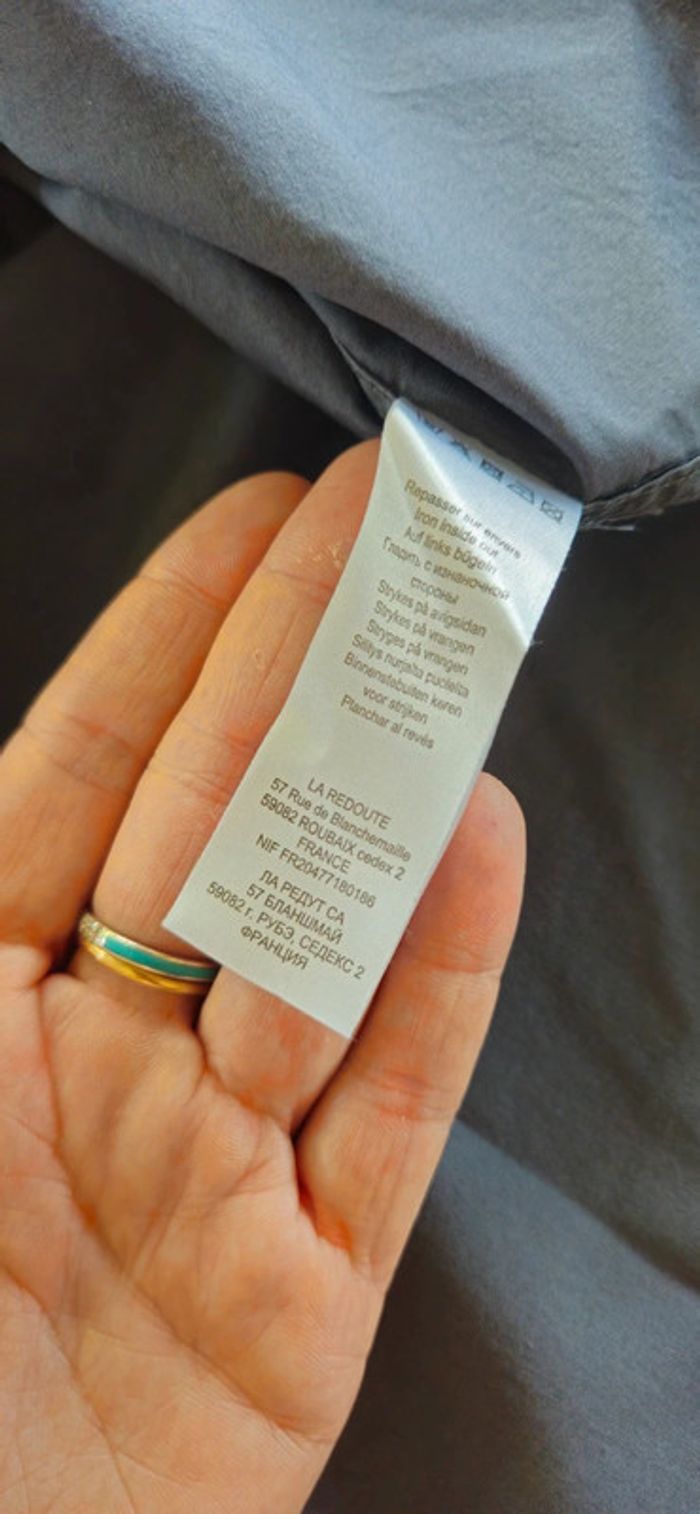 Repasser sur envers
Iron inside out
Auf links bügeln
Гладить с изнаночной
стороны
Strykes på avigsidan
Strykes på vrangen
Stryges på vrangen
Silitys nurjalta puolelta
Binnenstebuiten keren
voor strijken
Planchar al revés
LA REDOUTE
57 Rue de Blanchemaille
59082 ROUBAIX cedex 2
FRANCE
NIF FR20477180186
ЛА РЕДУТ СА
57 БЛАНШМАЙ
59082 г. РУБЭ, СЕДЕКС 2
ФРАНЦИЯ